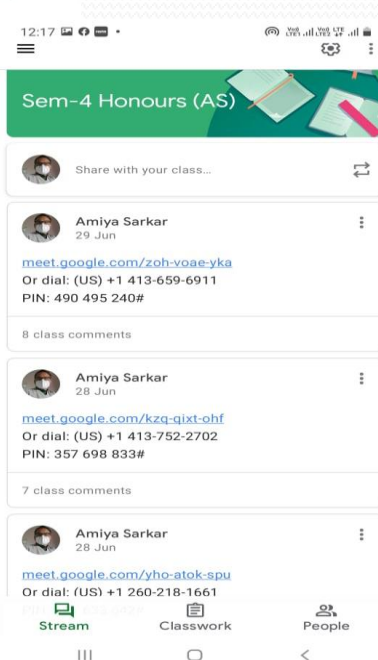 12:17
LTE1 LTE2
Sem-4 Honours (AS)
Share with your class...
Amiya Sarkar
29 Jun
meet.google.com/zoh-voae-yka
Or dial: (US) +1 413-659-6911
PIN: 490 495 240#
8 class comments
Amiya Sarkar
28 Jun
meet.google.com/kzq-qixt-ohf
Or dial: (US) +1 413-752-2702
PIN: 357 698 833#
7 class comments
Amiya Sarkar
28 Jun
meet.google.com/yho-atok-spu
Or dial: (US) +1 260-218-1661
Stream Classwork People